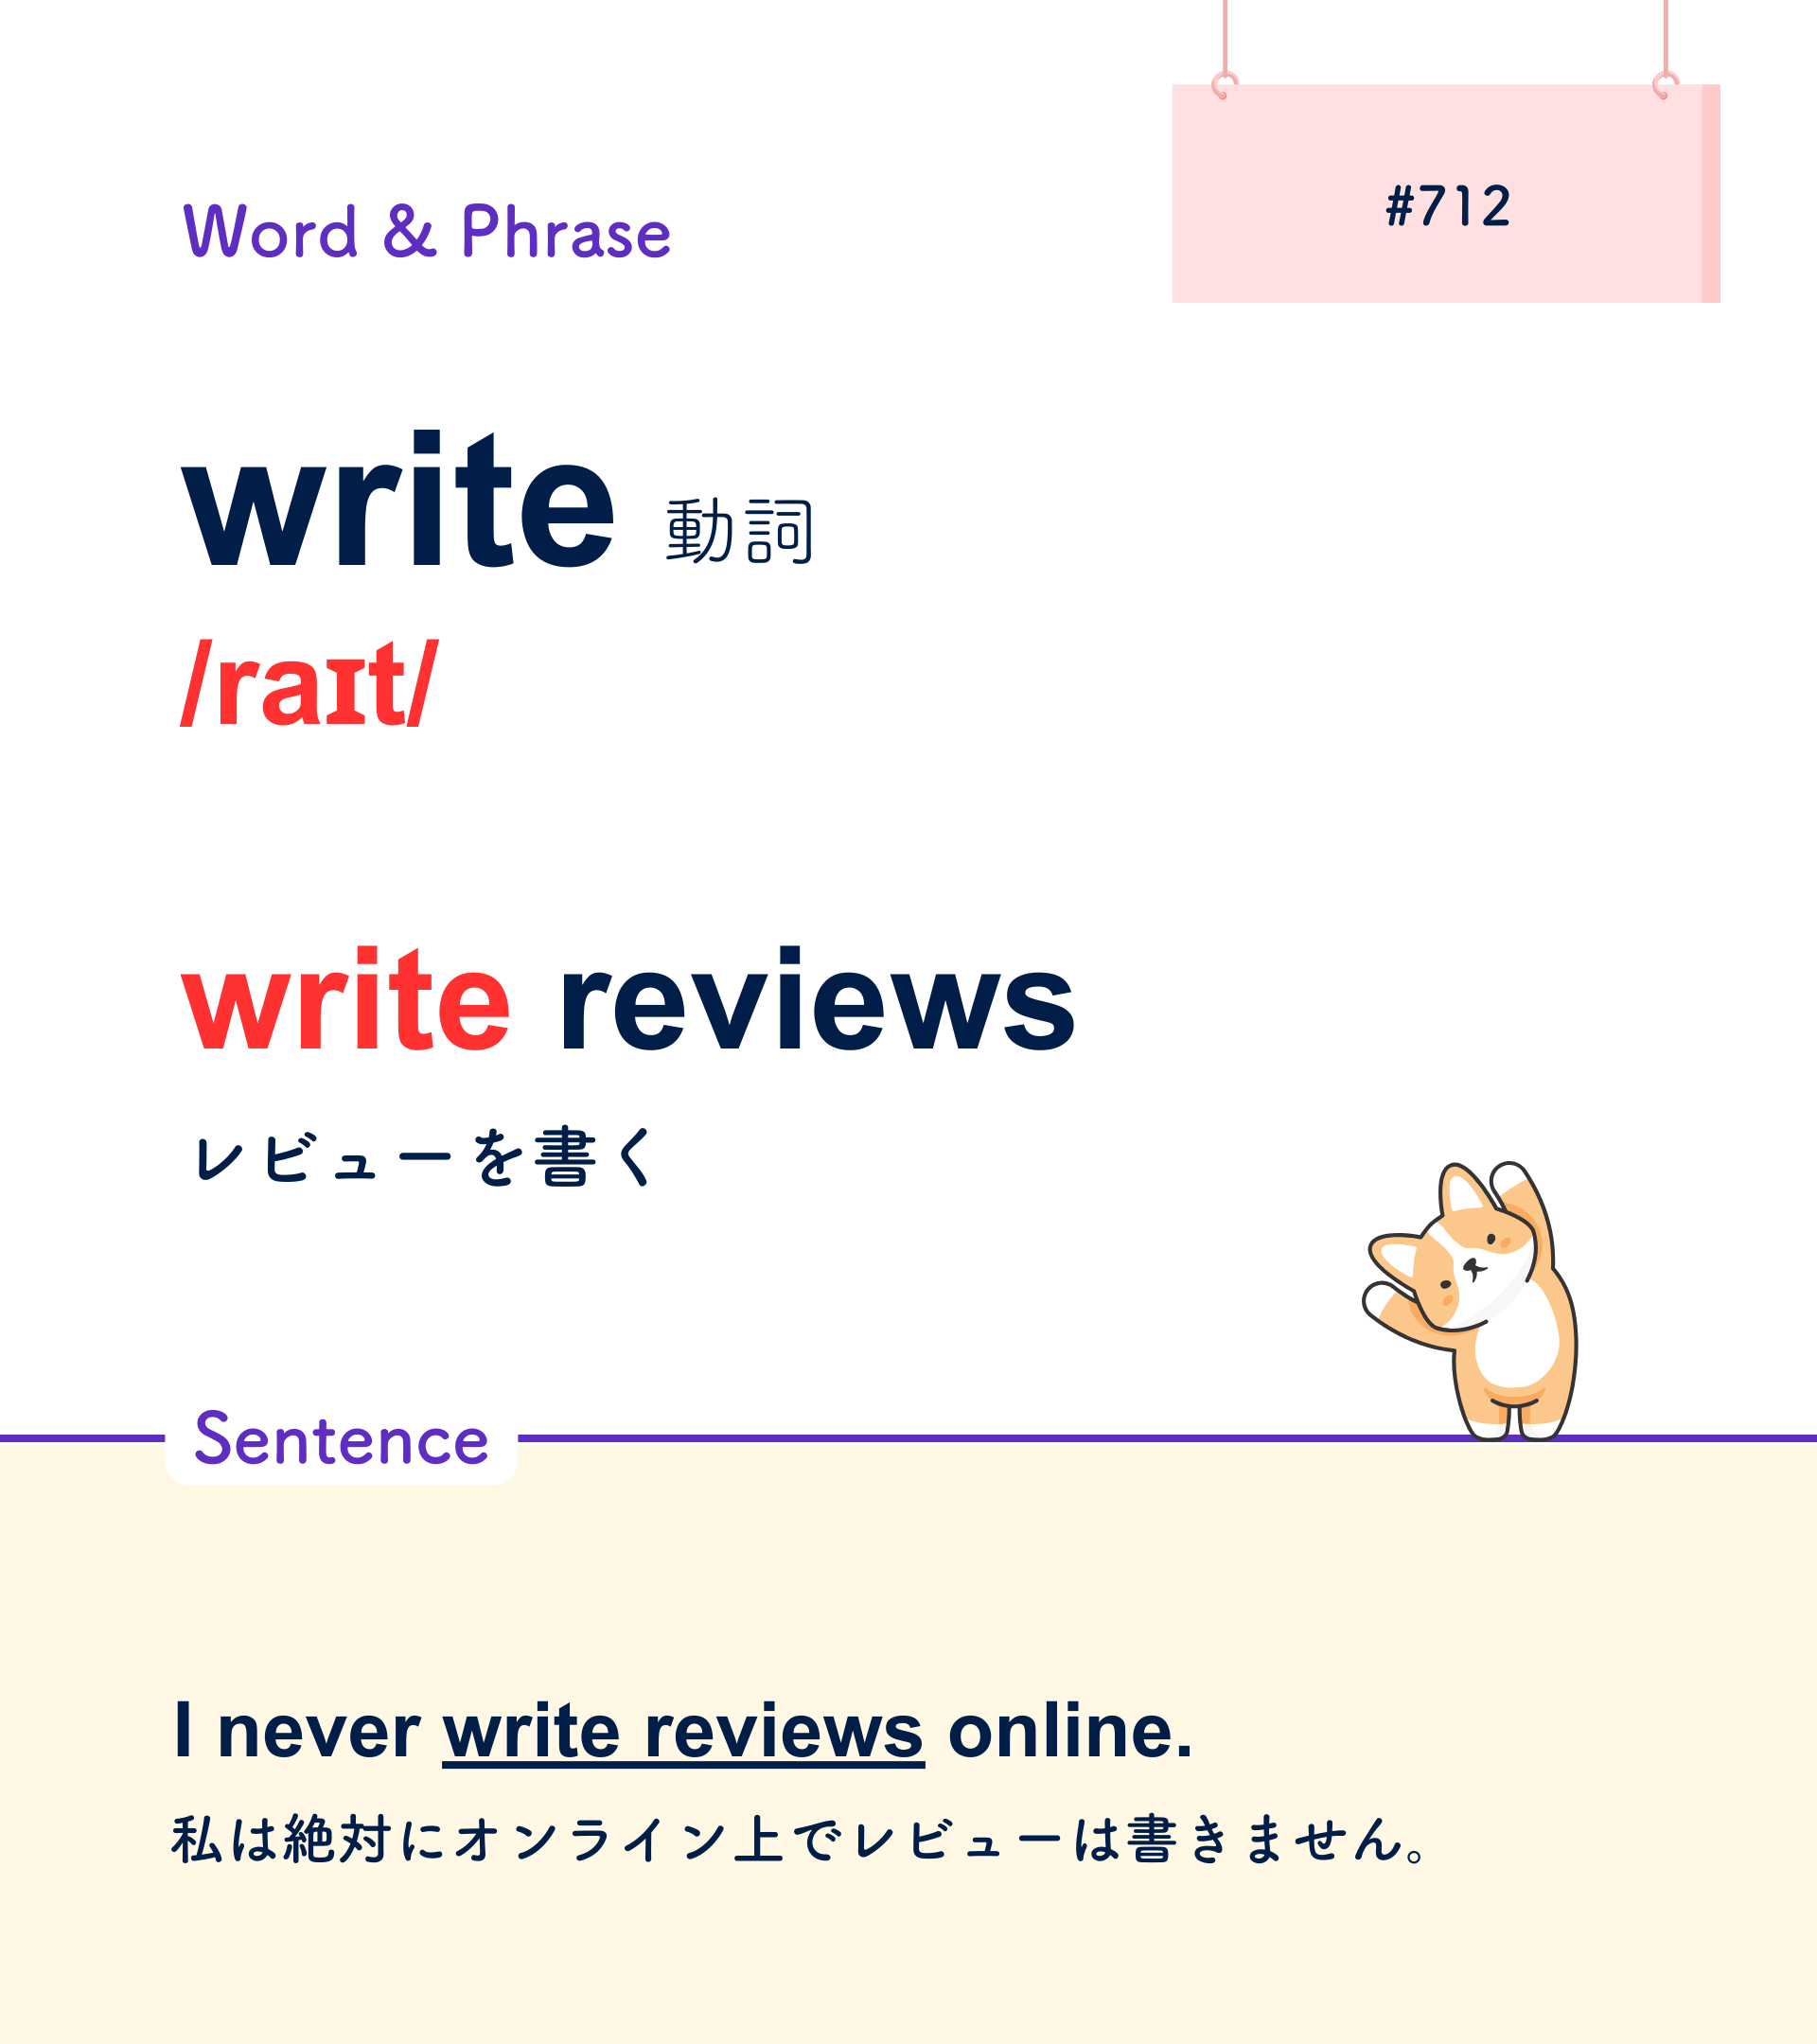 #712
Word & Phrase
write 動詞
/raɪt/
write reviews
レビューを書く
Sentence
I never write reviews online.
私は絶対にオンライン上でレビューは書きません。